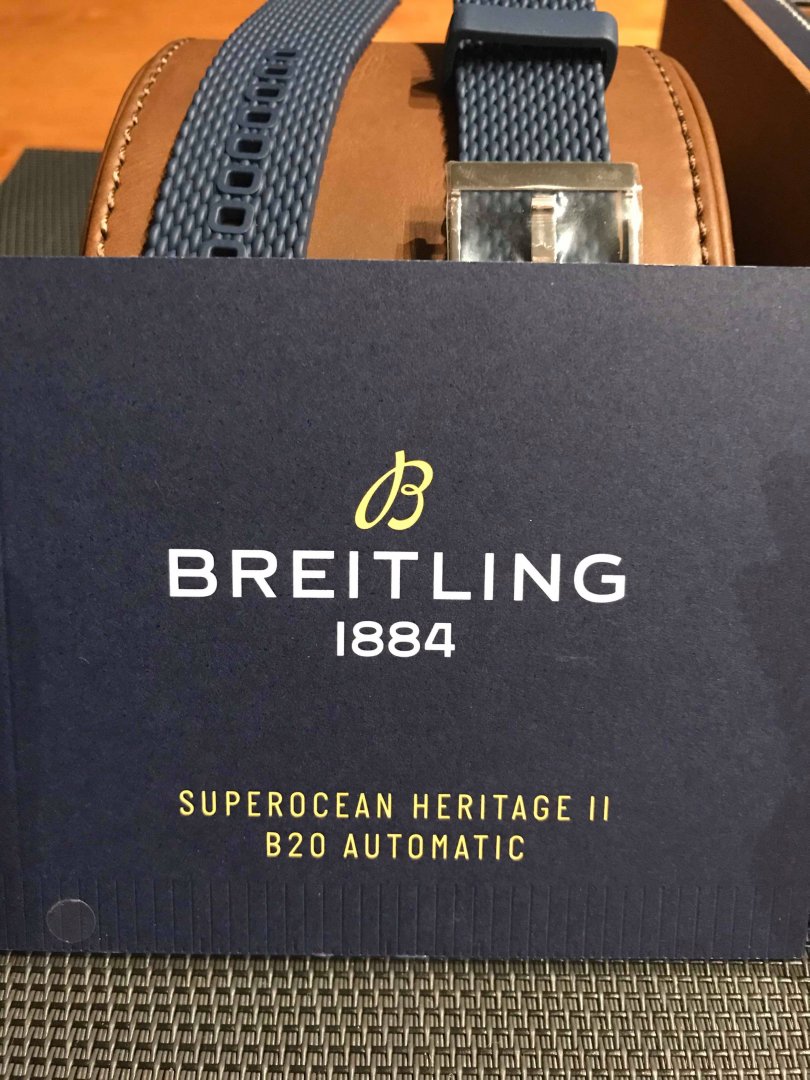 B
BREITLING
1884
SUPEROCEAN HERITAGE II
B20 AUTOMATIC